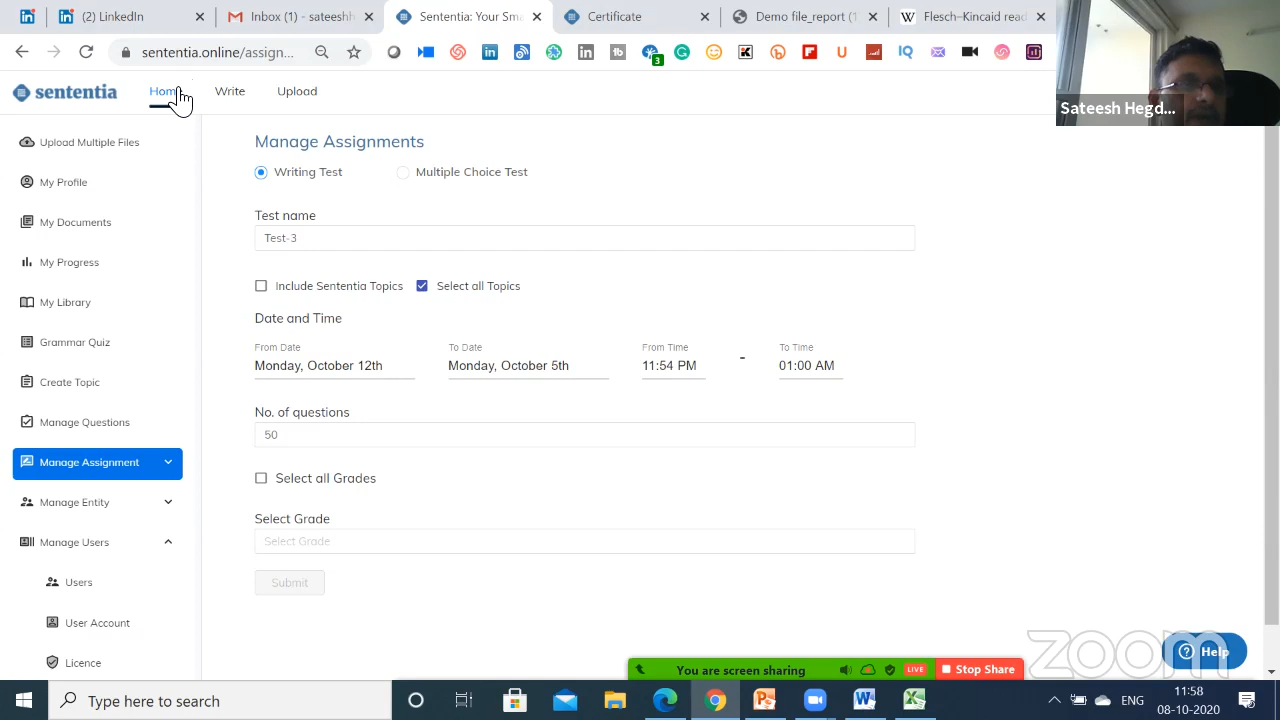 (2) LinkedIn
Inbox (1) - sateeshh
Sententia: Your Sma
Certificate
Demo file_report (1
Flesch–Kincaid read
sententia.online/assign...
3
sententia
Home
Write
Upload
Sateesh Hegd...
Upload Multiple Files
My Profile
My Documents
My Progress
My Library
Grammar Quiz
Create Topic
Manage Questions
Manage Assignment
Manage Entity
Manage Users
Users
User Account
Licence
Manage Assignments
Writing Test
Multiple Choice Test
Test name
Test-3
Include Sententia Topics
Select all Topics
Date and Time
From Date
To Date
From Time
To Time
Monday, October 12th
Monday, October 5th
11:54 PM
-
01:00 AM
No. of questions
50
Select all Grades
Select Grade
Select Grade
Submit
zoom
Help
You are screen sharing
LIVE
Stop Share
Type here to search
ENG
11:58
08-10-2020